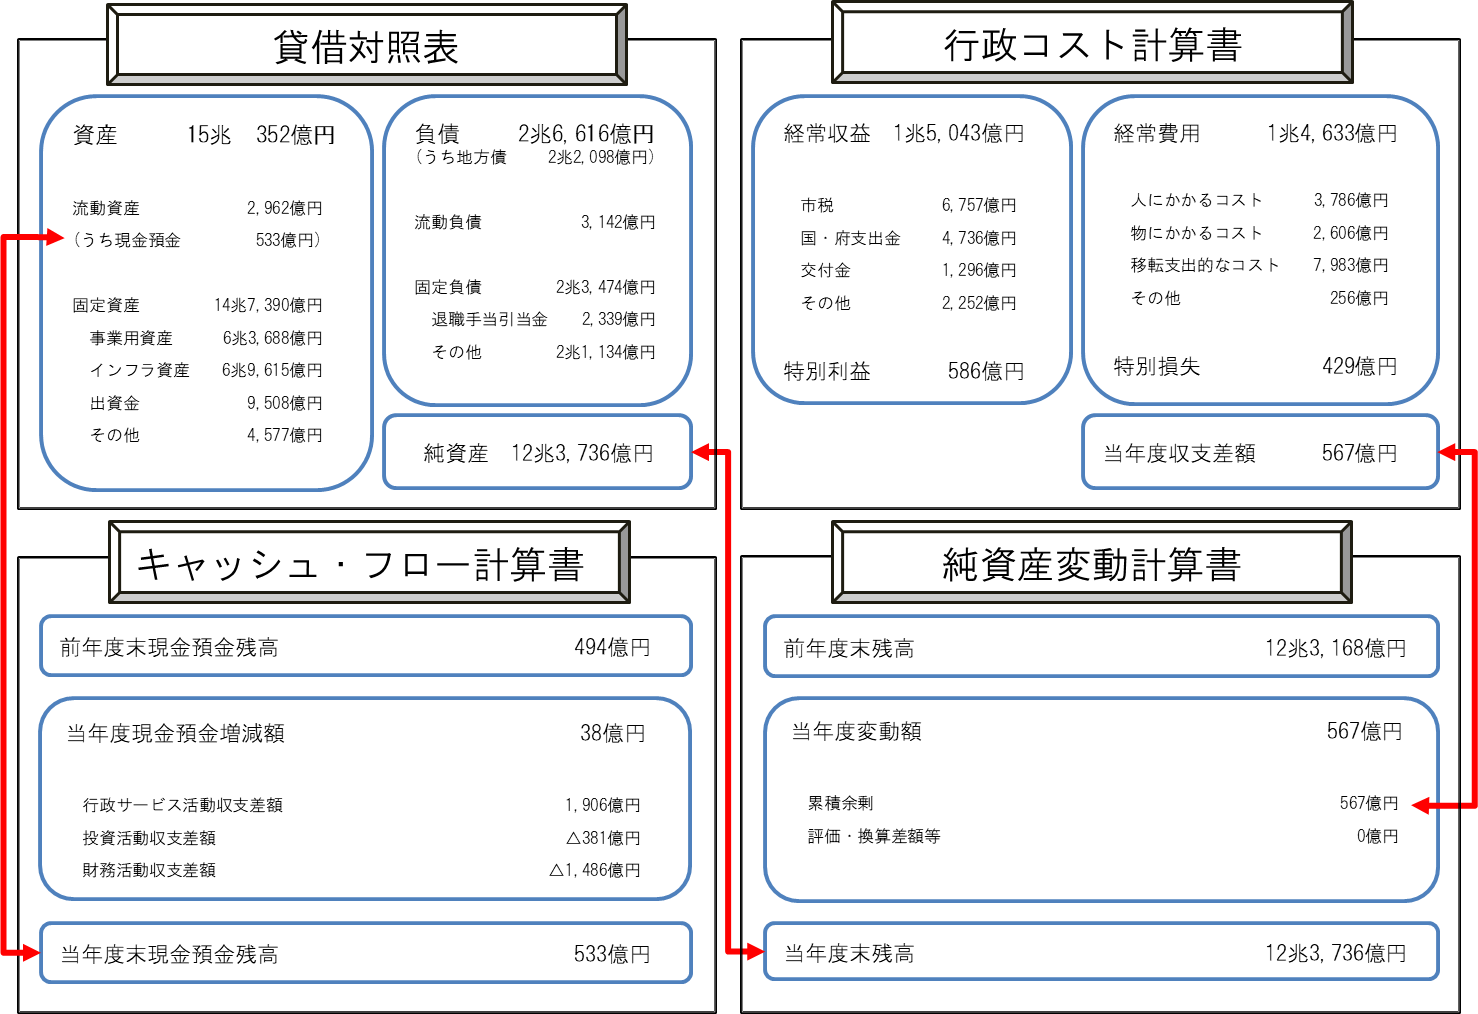 貸借対照表
資産 15兆 352億円
流動資産 2,962億円
(うち現金預金 533億円)
固定資産 14兆7,390億円
事業用資産 6兆3,688億円
インフラ資産 6兆9,615億円
出資金 9,508億円
その他 4,577億円
負債 2兆6,616億円
(うち地方債 2兆2,098億円)
流動負債 3,142億円
固定負債 2兆3,474億円
退職手当引当金 2,339億円
その他 2兆1,134億円
純資産 12兆3,736億円
行政コスト計算書
経常収益 1兆5,043億円
市税 6,757億円
国・府支出金 4,736億円
交付金 1,296億円
その他 2,252億円
特別利益 586億円
経常費用 1兆4,633億円
人にかかるコスト 3,786億円
物にかかるコスト 2,606億円
移転支出的なコスト 7,983億円
その他 256億円
特別損失 429億円
当年度収支差額 567億円
キャッシュ・フロー計算書
前年度末現金預金残高 494億円
当年度現金預金増減額 38億円
行政サービス活動収支差額 1,906億円
投資活動収支差額 △381億円
財務活動収支差額 △1,486億円
当年度末現金預金残高 533億円
純資産変動計算書
前年度末残高 12兆3,168億円
当年度変動額 567億円
累積余剰 567億円
評価・換算差額等 0億円
当年度末残高 12兆3,736億円